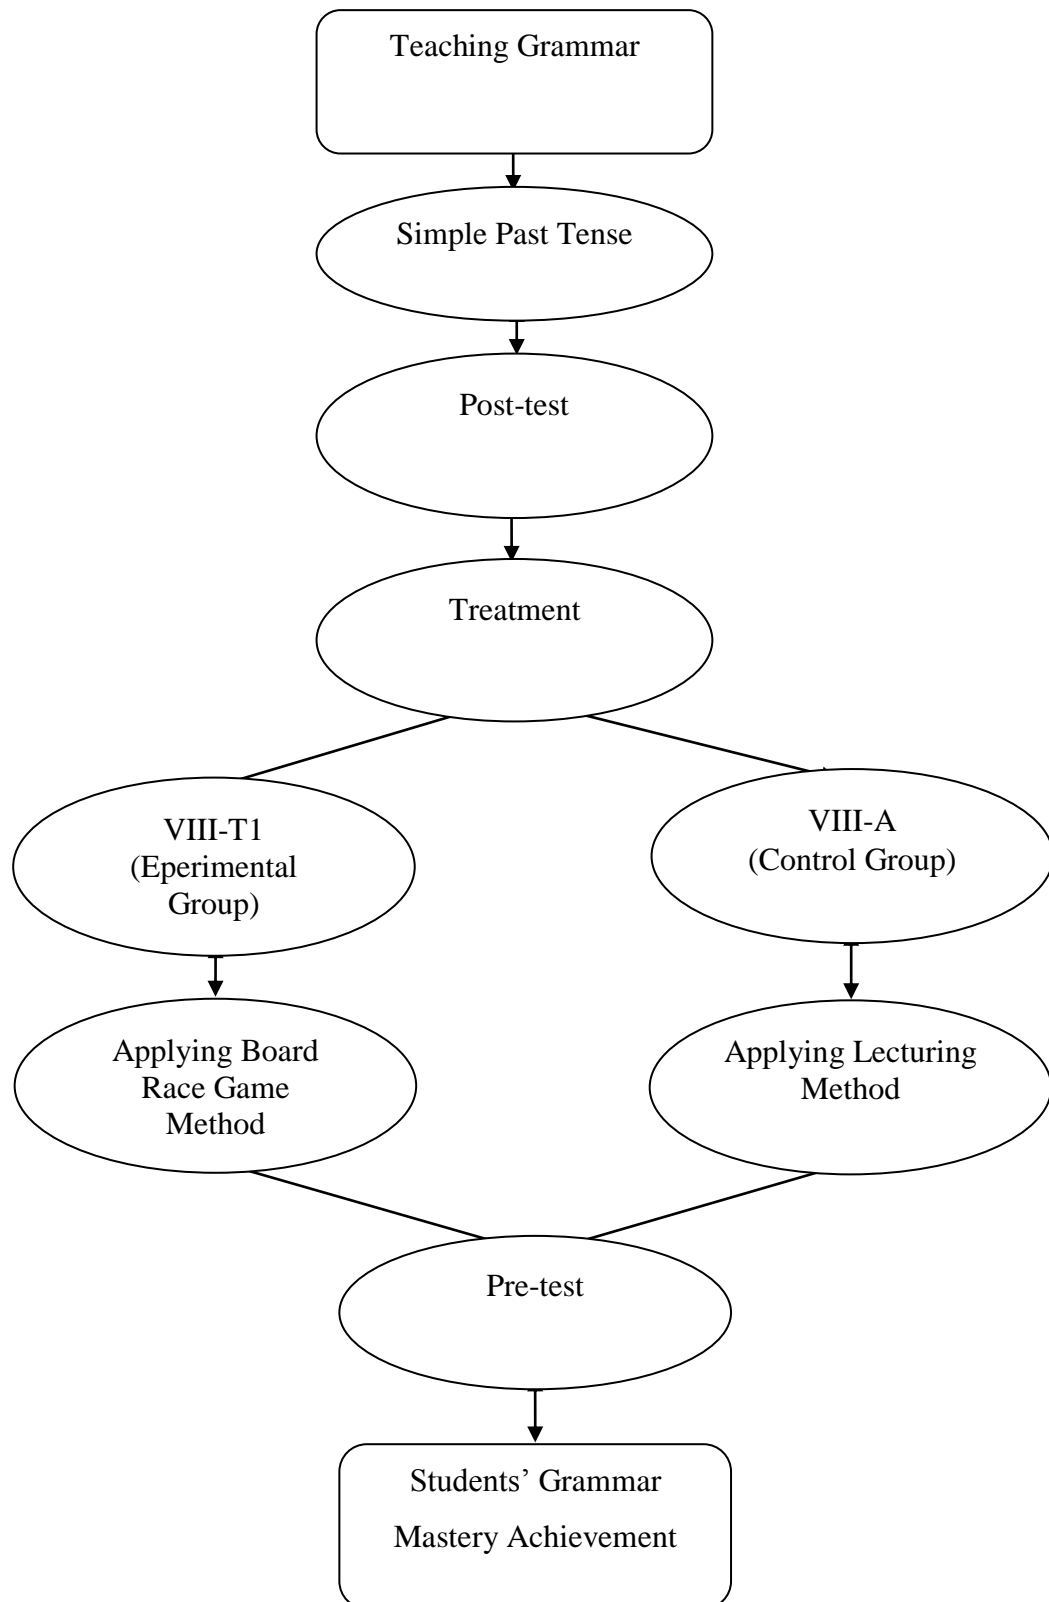 Teaching Grammar
Simple Past Tense
Post-test
Treatment
VIII-T1
(Eperimental
Group)
VIII-A
(Control Group)
Applying Board
Race Game
Method
Applying Lecturing
Method
Pre-test
Students’ Grammar
Mastery Achievement